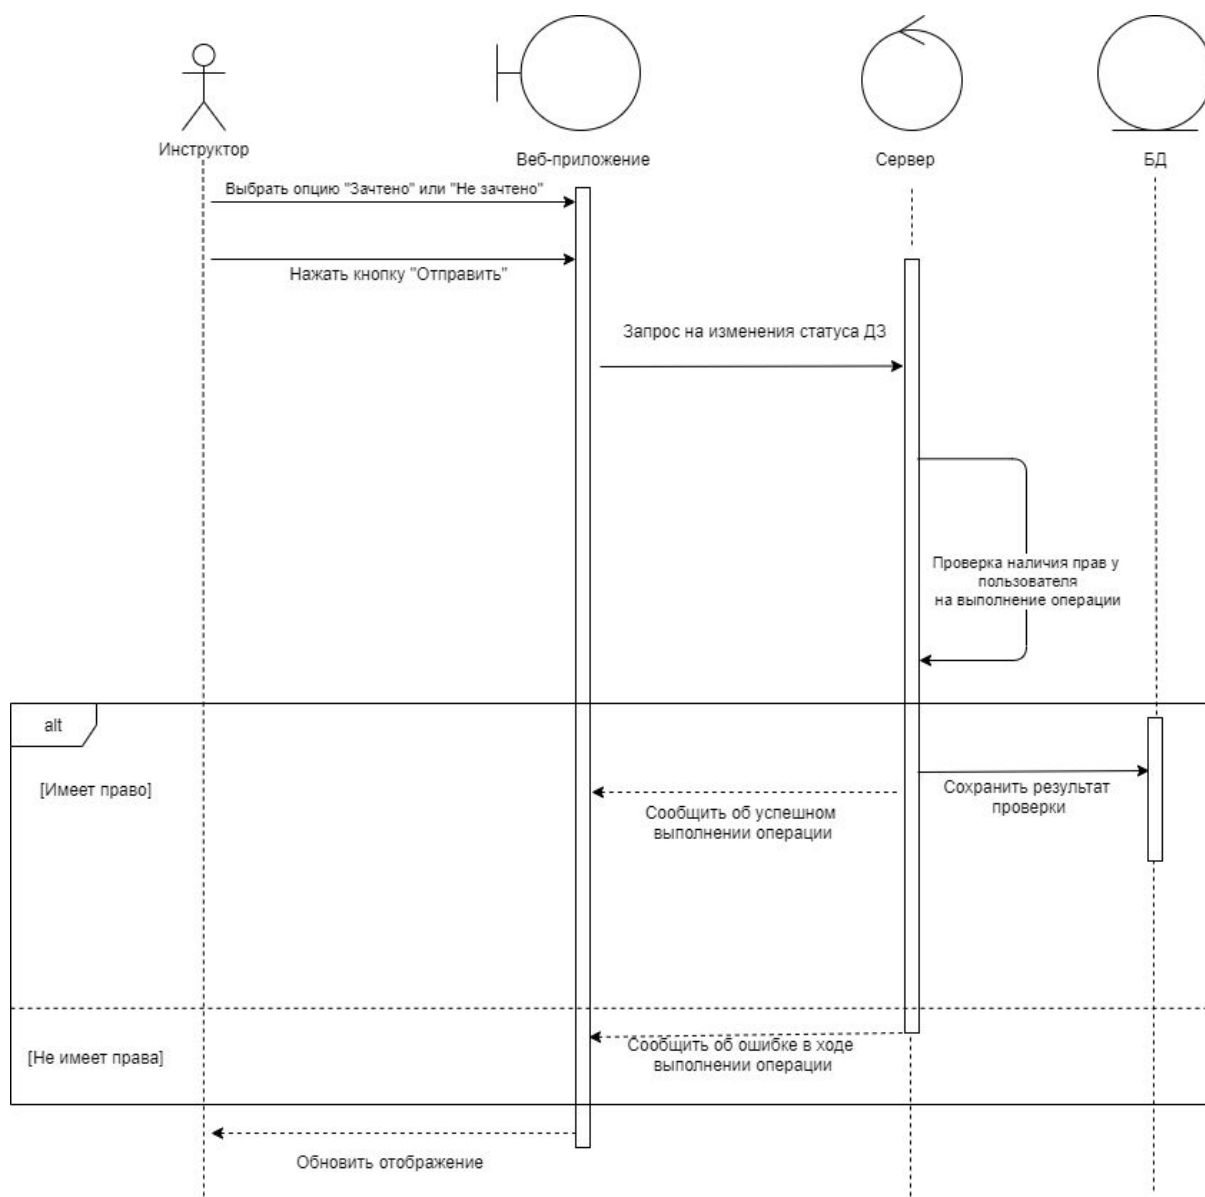 Инструктор
Веб-приложение
Сервер
БД
Выбрать опцию "Зачтено" или "Не зачтено"
Нажать кнопку "Отправить"
Запрос на изменения статуса ДЗ
Проверка наличия прав у
пользователя
на выполнение операции
alt
[Имеет право]
Сохранить результат
проверки
Сообщить об успешном
выполнении операции
[Не имеет права]
Сообщить об ошибке в ходе
выполнении операции
Обновить отображение